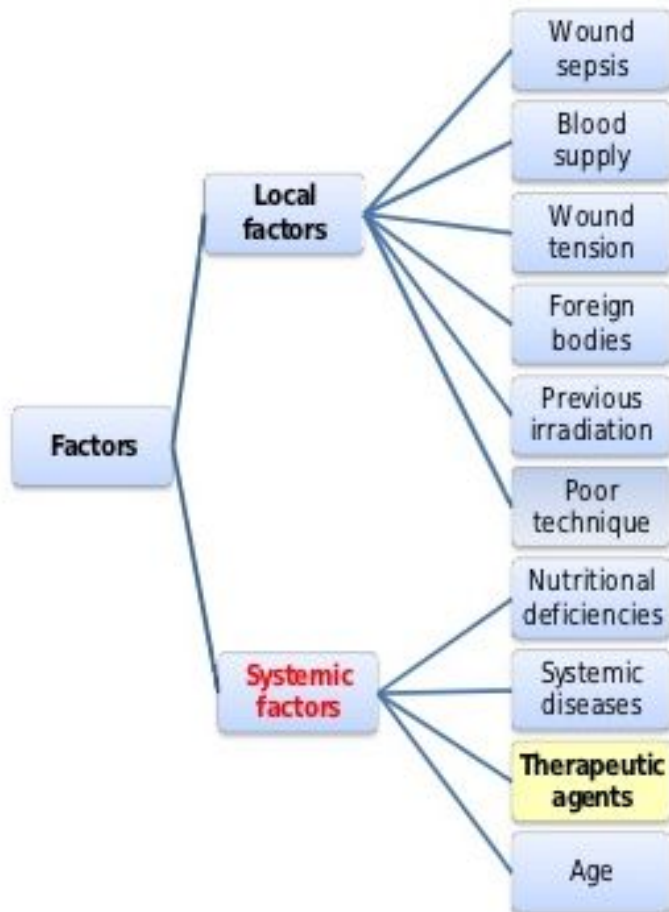 Factors
Local
factors
Wound
sepsis
Blood
supply
Wound
tension
Foreign
bodies
Previous
irradiation
Poor
technique
Systemic
factors
Nutritional
deficiencies
Systemic
diseases
Therapeutic
agents
Age